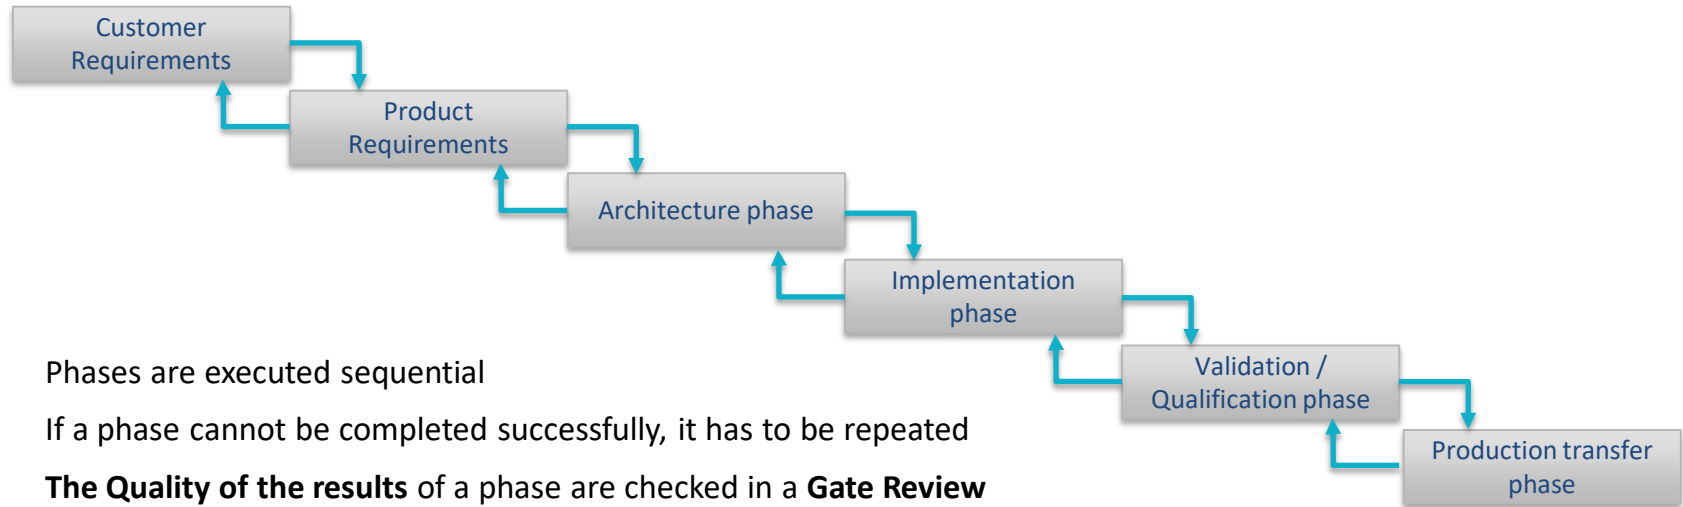 Customer
Requirements
Product
Requirements
Architecture phase
Implementation
phase
Validation /
Qualification phase
Production transfer
phase
Phases are executed sequential
If a phase cannot be completed successfully, it has to be repeated
The Quality of the results of a phase are checked in a Gate Review